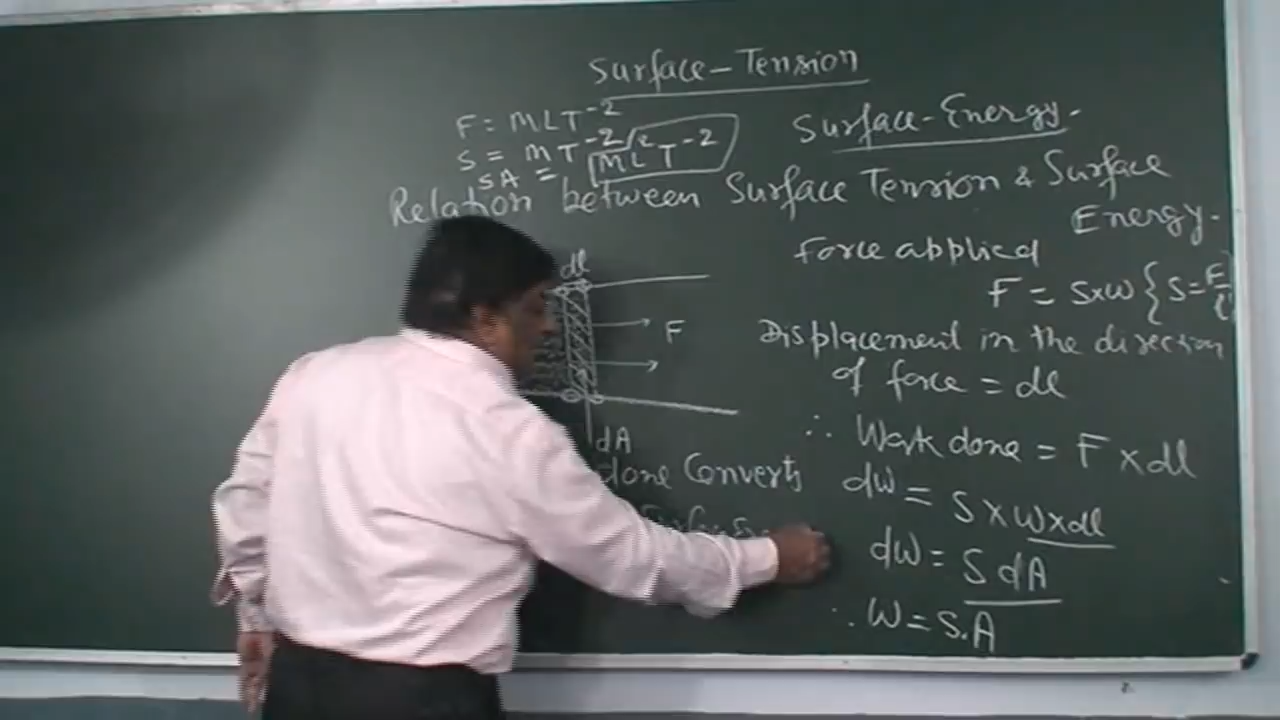 Surface-Tension
F = MLT⁻²
S = MT⁻²
SA = ML²T⁻²
Surface-Energy.
Relation between Surface Tension & Surface
Energy.
Force applied
F = S×W { S = F
dl
F
Displacement in the direction
of force = dl
dA
∴ Work done = F × dl
done Converts
dW = S × W × dl
dW = S dA
∴ W = S.A